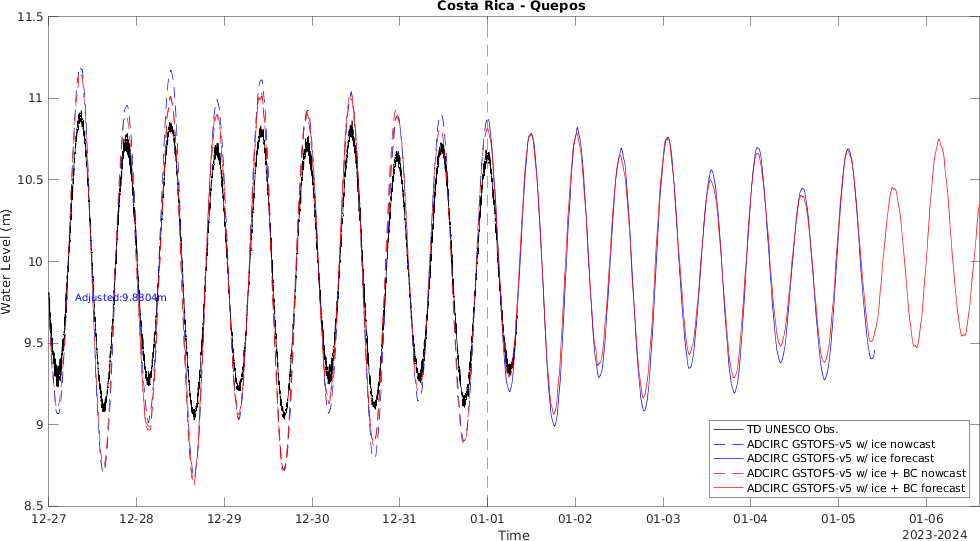 Costa Rica - Quepos
11.5
11
10.5
10
9.5
9
8.5
Water Level (m)
Adjusted:9.8304m
TD UNESCO Obs.
ADCIRC GSTOFS-v5 w/ ice nowcast
ADCIRC GSTOFS-v5 w/ ice forecast
ADCIRC GSTOFS-v5 w/ ice + BC nowcast
ADCIRC GSTOFS-v5 w/ ice + BC forecast
12-27 12-28 12-29 12-30 12-31 01-01 01-02 01-03 01-04 01-05 01-06
Time
2023-2024